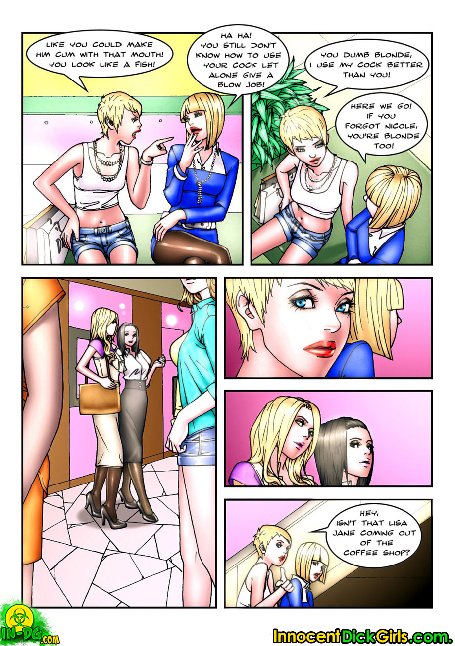 LIKE YOU COULD MAKE
HIM CUM WITH THAT MOUTH!
YOU LOOK LIKE A FISH!
HA HA!
YOU STILL DON'T
KNOW HOW TO USE
YOUR COCK LET
ALONE GIVE A
BLOW JOB!
YOU DUMB BLONDE,
I USE MY COCK BETTER
THAN YOU!
HERE WE GO!
IF YOU
FORGOT NICOLE,
YOU'RE BLONDE
TOO!
HEY,
ISN'T THAT LISA
JANE COMING OUT
OF THE
COFFEE SHOP?
IN-DG.COM
InnocentDickGirls.com